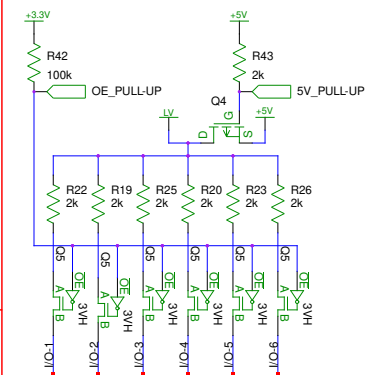 +3.3V
+5V
R42
100k
OE_PULL-UP
R43
2k
5V_PULL-UP
Q4
LV
+5V
G
D
S
R22
2k
R19
2k
R25
2k
R20
2k
R23
2k
R26
2k
Q5
Q5
Q5
Q5
Q5
Q5
OE
OE
OE
OE
OE
OE
A
A
A
A
A
A
B
B
B
B
B
B
3VH
3VH
3VH
3VH
3VH
3VH
I/O-1
I/O-2
I/O-3
I/O-4
I/O-5
I/O-6